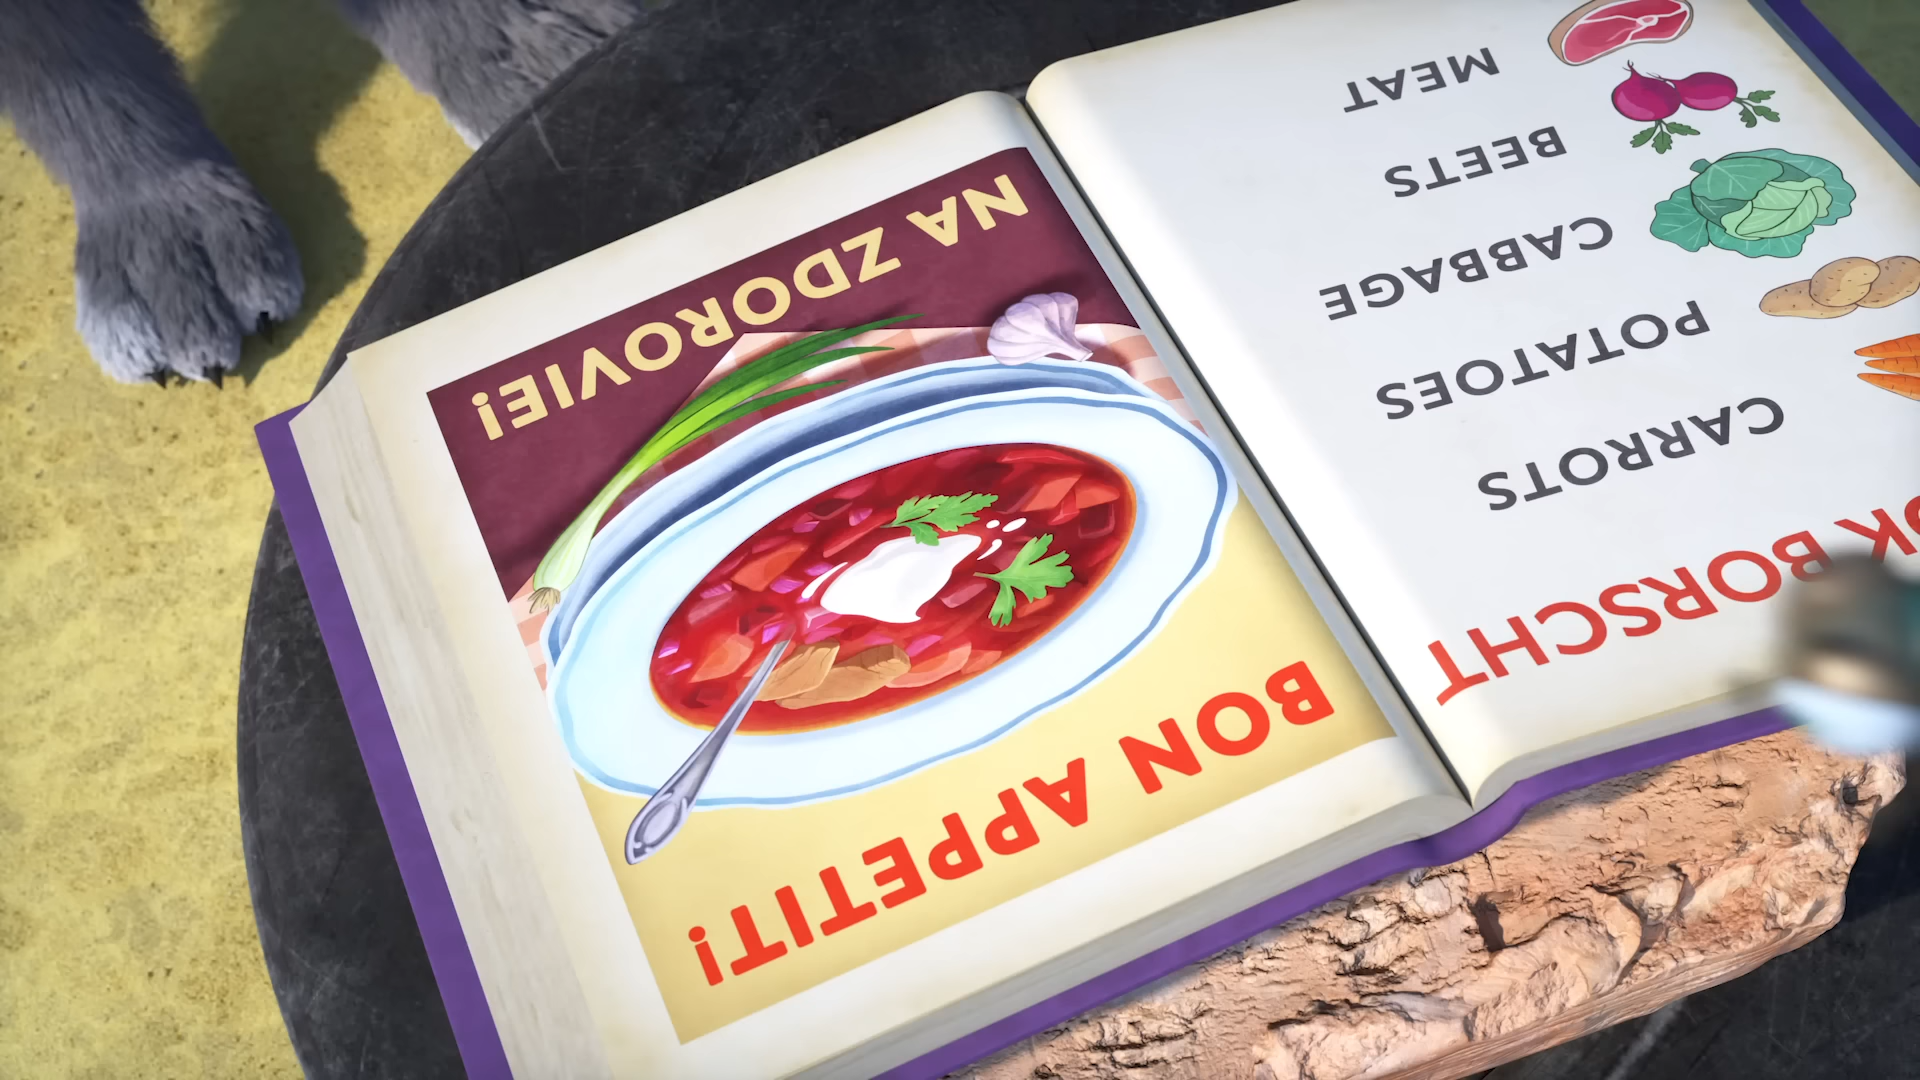 BORSCHT
CARROTS
POTATOES
CABBAGE
BEETS
MEAT
BON APPETIT!
NA ZDOROVIE!